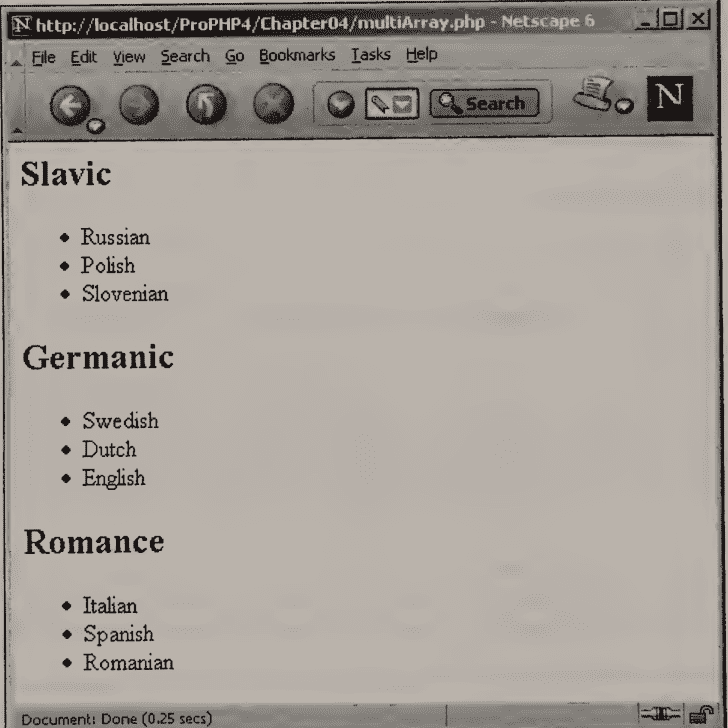 N http://localhost/ProPHP4/Chapter04/multiArray.php - Netscape 6
File Edit View Search Go Bookmarks Tasks Help
Search
N
Slavic
• Russian
• Polish
• Slovenian
Germanic
• Swedish
• Dutch
• English
Romance
• Italian
• Spanish
• Romanian
Document: Done (0.25 secs)